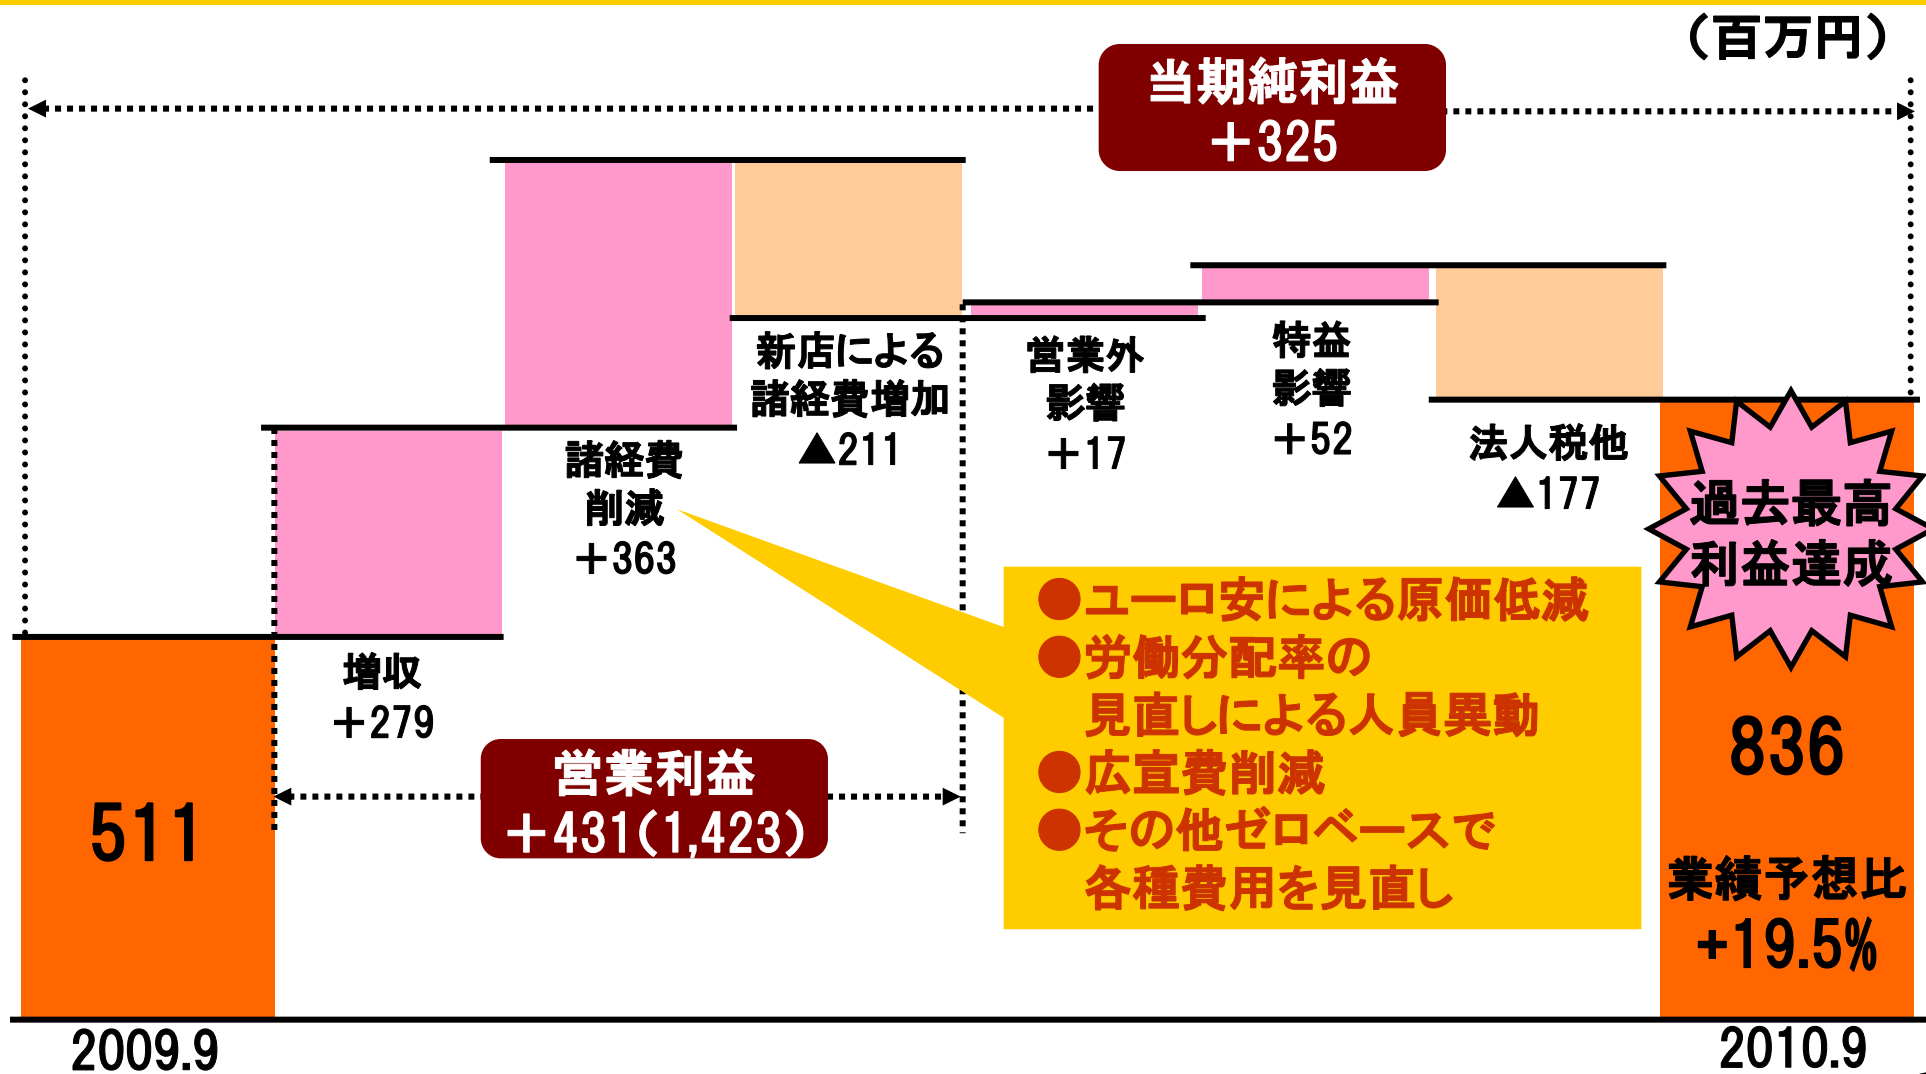 （百万円）
当期純利益
＋325
新店による
諸経費増加
▲211
営業外
影響
＋17
特益
影響
＋52
法人税他
▲177
諸経費
削減
＋363
増収
＋279
営業利益
＋431(1,423)
●ユーロ安による原価低減
●労働分配率の
見直しによる人員異動
●広宣費削減
●その他ゼロベースで
各種費用を見直し
過去最高
利益達成
511
836
業績予想比
+19.5%
2009.9
2010.9